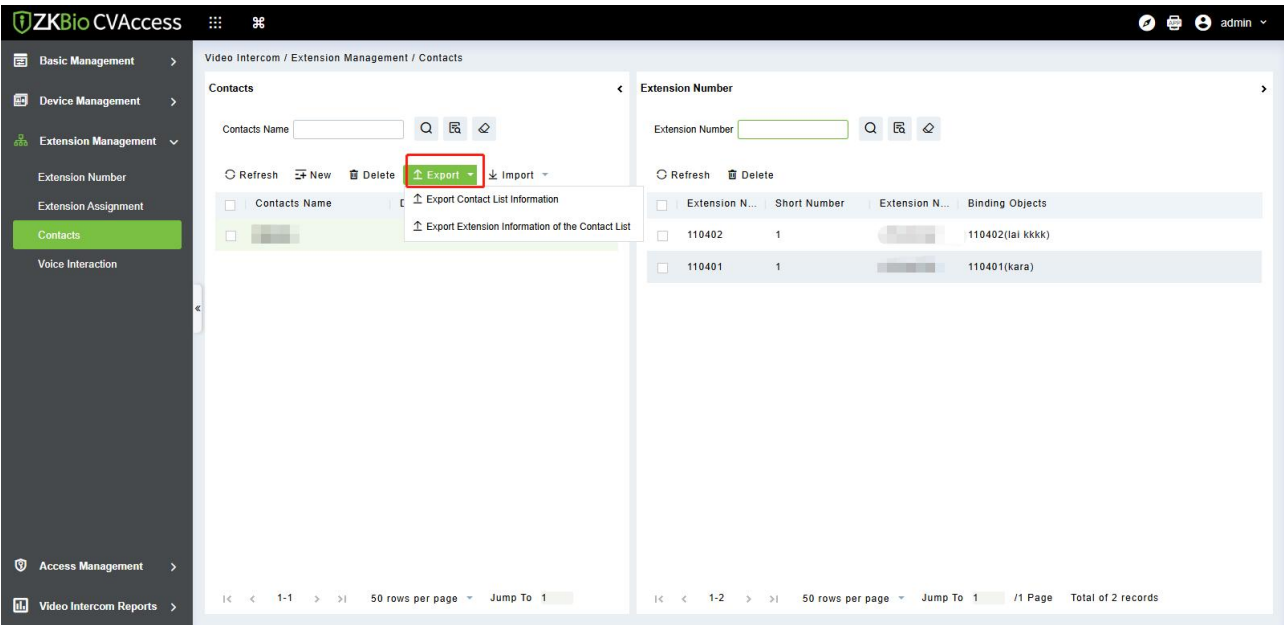 ZKBio CVAccess
admin
Basic Management
Device Management
Extension Management
Extension Number
Extension Assignment
Contacts
Voice Interaction
Access Management
Video Intercom Reports
Video Intercom / Extension Management / Contacts
Contacts
Contacts Name
Refresh New Delete Export Import
Export Contact List Information
Export Extension Information of the Contact List
Contacts Name
1-1 50 rows per page Jump To 1
Extension Number
Extension Number
Refresh Delete
Extension N... Short Number Extension N... Binding Objects
110402 1 110402(lai kkkk)
110401 1 110401(kara)
1-2 50 rows per page Jump To 1 /1 Page Total of 2 records